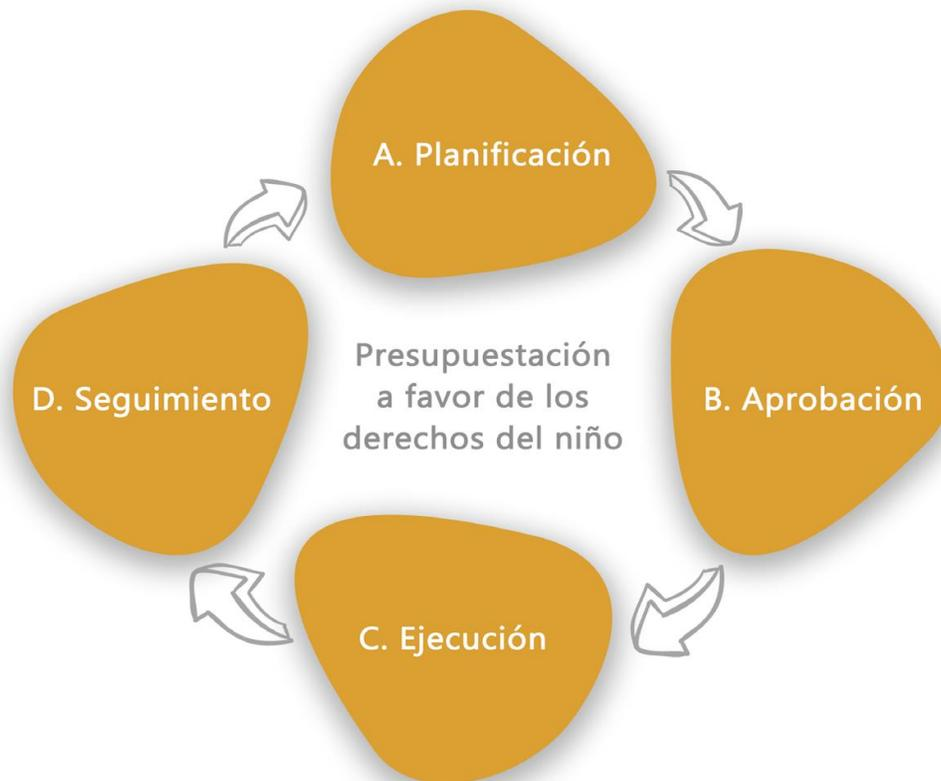 A. Planificación
B. Aprobación
C. Ejecución
D. Seguimiento
Presupuestación
a favor de los
derechos del niño